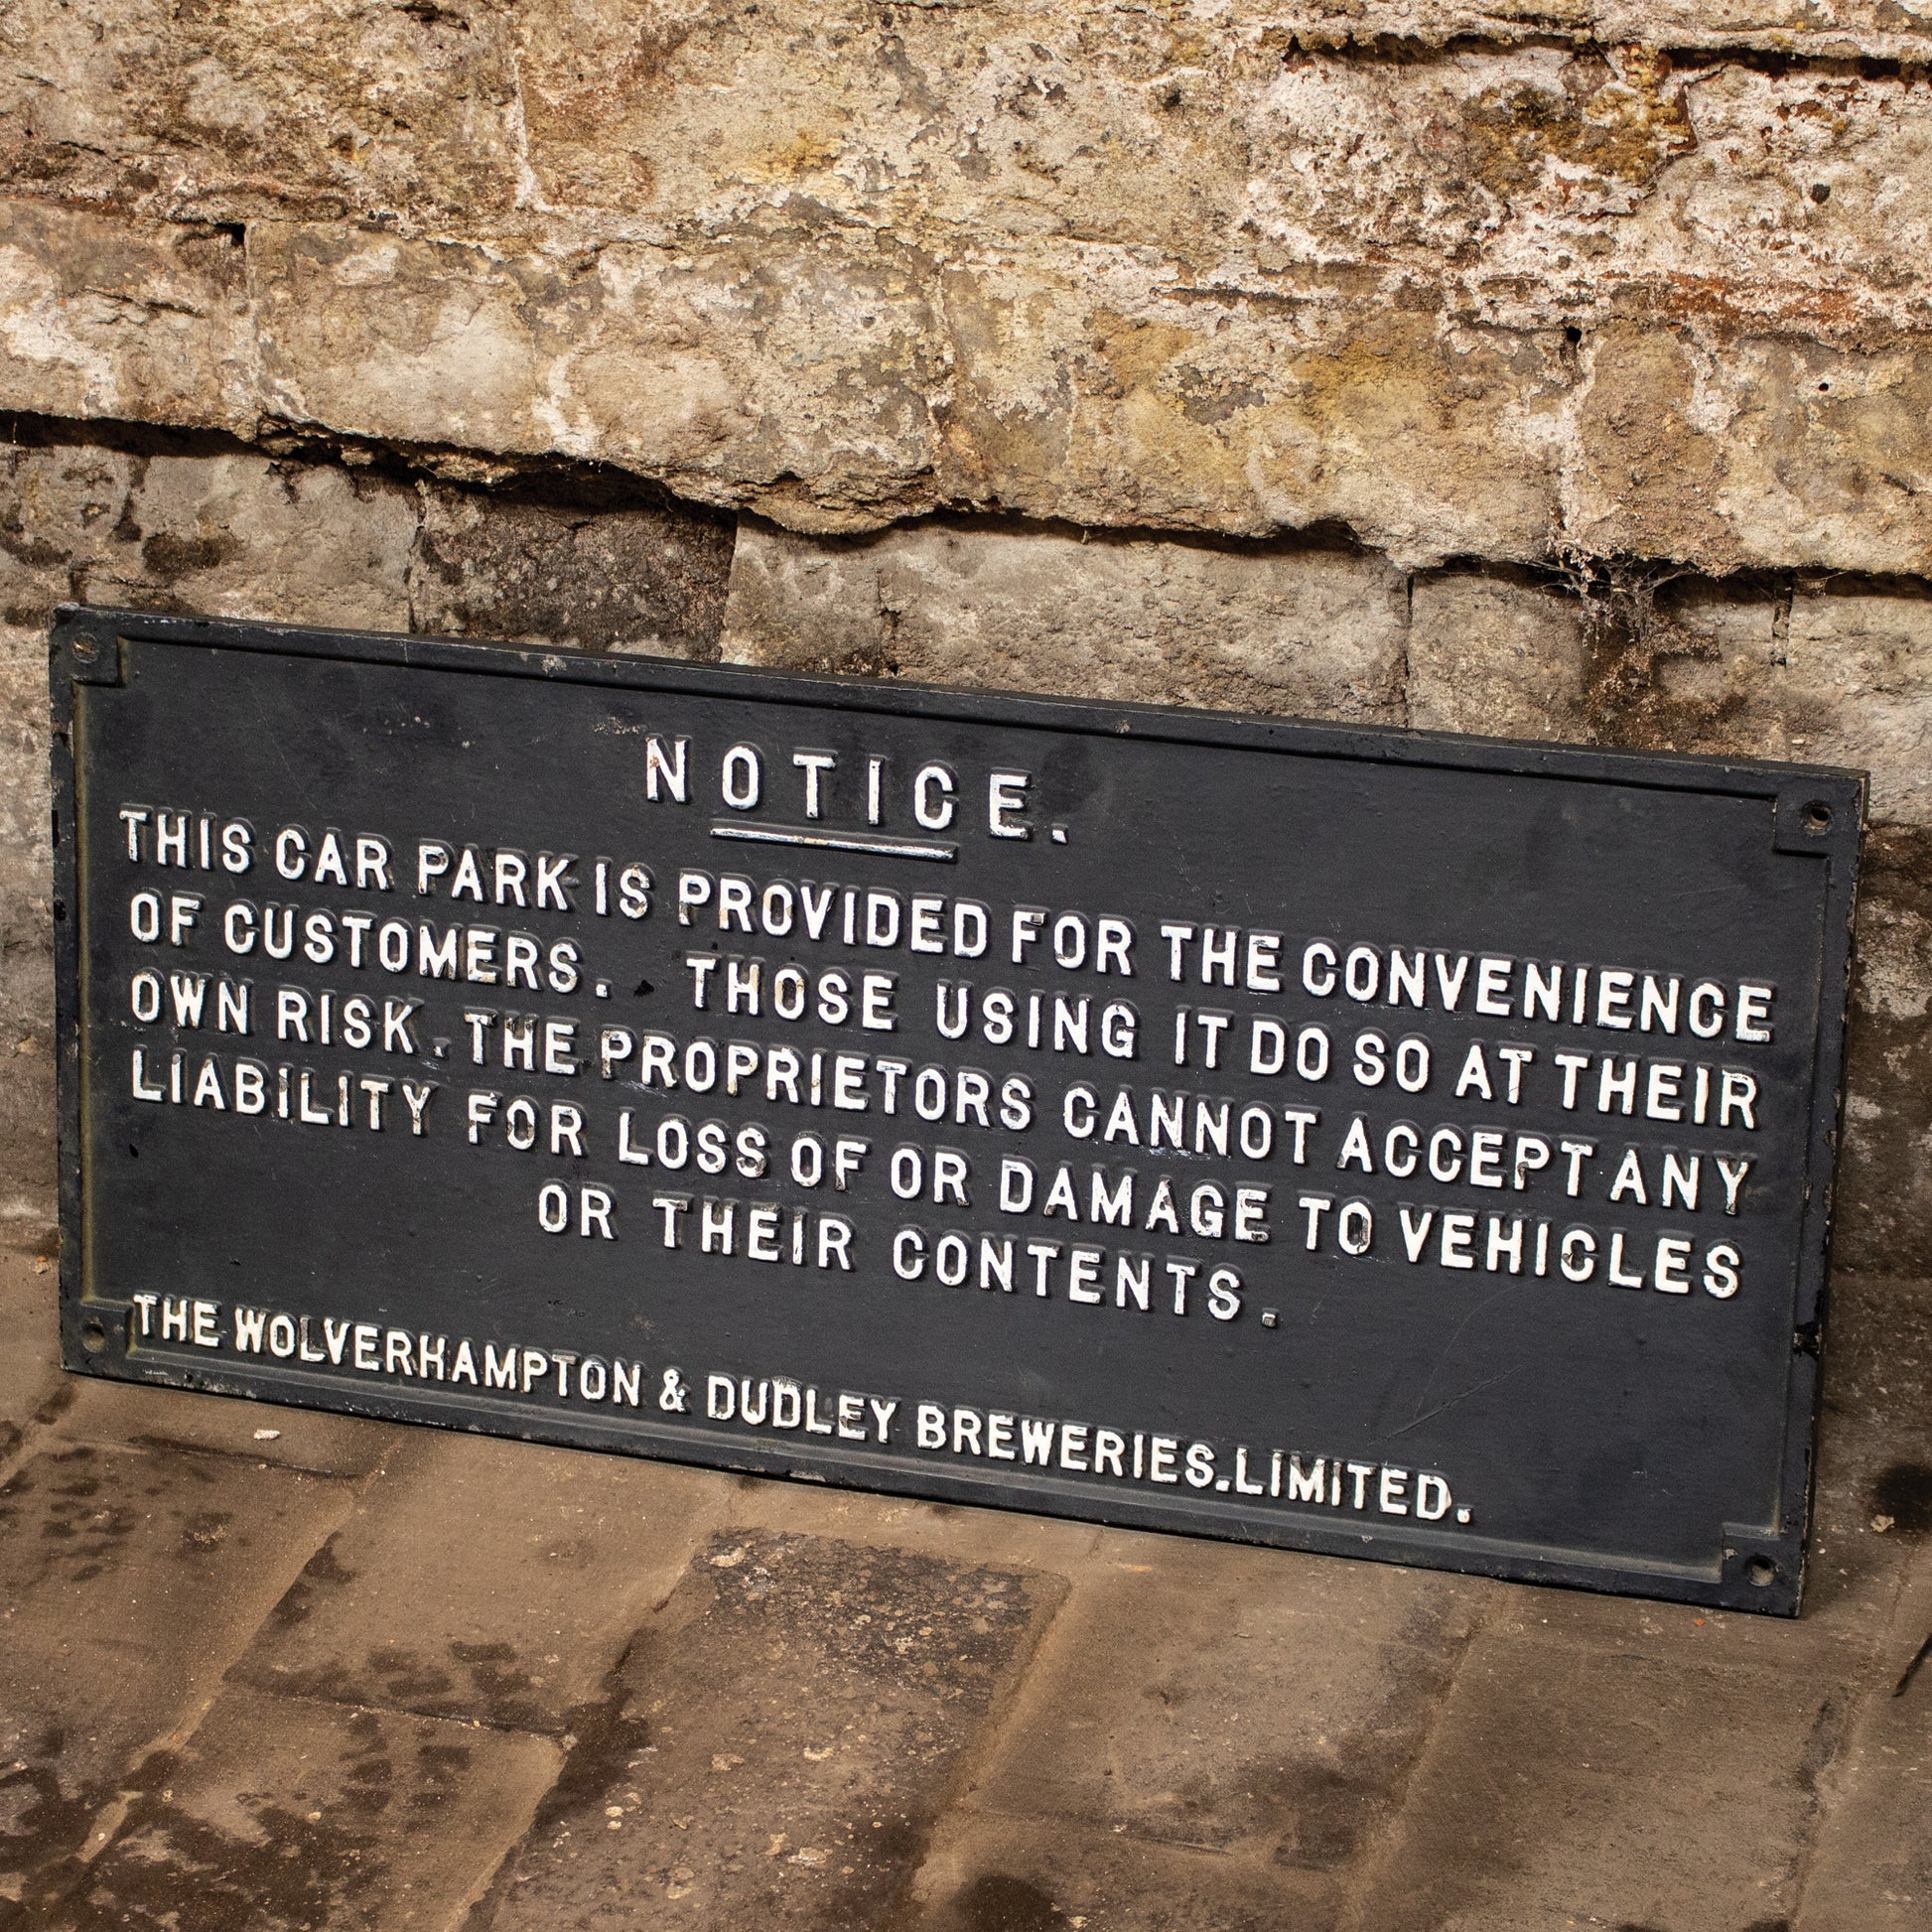 NOTICE.
THIS CAR PARK IS PROVIDED FOR THE CONVENIENCE
OF CUSTOMERS. THOSE USING IT DO SO AT THEIR
OWN RISK. THE PROPRIETORS CANNOT ACCEPT ANY
LIABILITY FOR LOSS OF OR DAMAGE TO VEHICLES
OR THEIR CONTENTS.
THE WOLVERHAMPTON & DUDLEY BREWERIES.LIMITED.